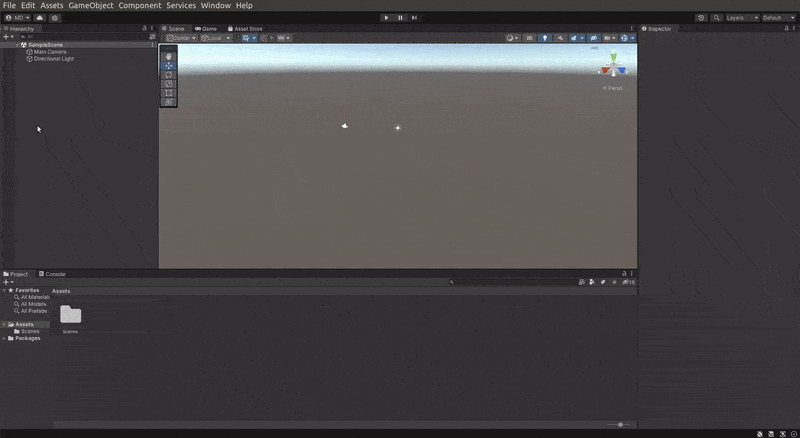 File Edit Assets GameObject Component Services Window Help
MD
Layers Default
Hierarchy
Scene Game Asset Store
Inspector
All
Center Local
2D
SampleScene
Main Camera
Directional Light
Persp
Project Console
Favorites
All Materials
All Models
All Prefabs
Assets
Scenes
Packages
Assets
Scenes